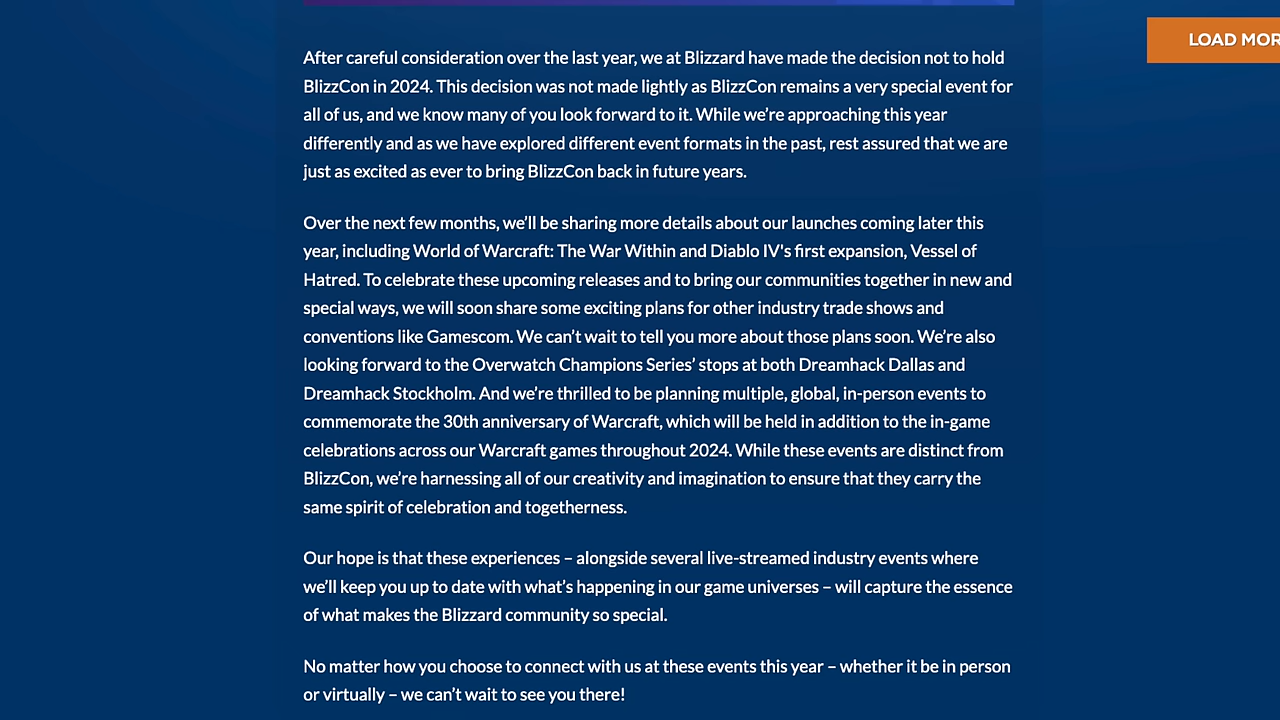 LOAD MOR
After careful consideration over the last year, we at Blizzard have made the decision not to hold
BlizzCon in 2024. This decision was not made lightly as BlizzCon remains a very special event for
all of us, and we know many of you look forward to it. While we’re approaching this year
differently and as we have explored different event formats in the past, rest assured that we are
just as excited as ever to bring BlizzCon back in future years.
Over the next few months, we’ll be sharing more details about our launches coming later this
year, including World of Warcraft: The War Within and Diablo IV's first expansion, Vessel of
Hatred. To celebrate these upcoming releases and to bring our communities together in new and
special ways, we will soon share some exciting plans for other industry trade shows and
conventions like Gamescom. We can’t wait to tell you more about those plans soon. We’re also
looking forward to the Overwatch Champions Series’ stops at both Dreamhack Dallas and
Dreamhack Stockholm. And we’re thrilled to be planning multiple, global, in-person events to
commemorate the 30th anniversary of Warcraft, which will be held in addition to the in-game
celebrations across our Warcraft games throughout 2024. While these events are distinct from
BlizzCon, we’re harnessing all of our creativity and imagination to ensure that they carry the
same spirit of celebration and togetherness.
Our hope is that these experiences – alongside several live-streamed industry events where
we’ll keep you up to date with what’s happening in our game universes – will capture the essence
of what makes the Blizzard community so special.
No matter how you choose to connect with us at these events this year – whether it be in person
or virtually – we can’t wait to see you there!